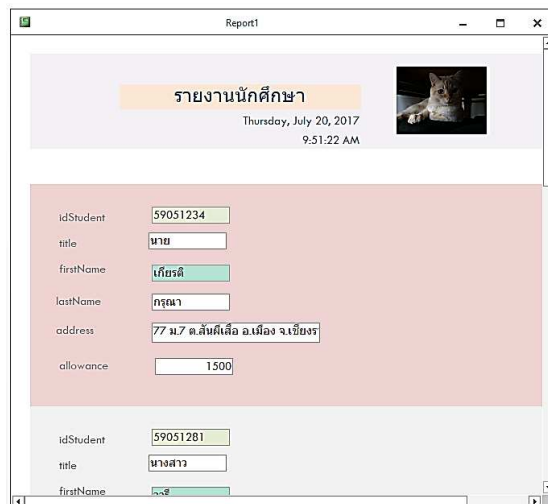 Report1
รายงานนักศึกษา
Thursday, July 20, 2017
9:51:22 AM
idStudent 59051234
title นาย
firstName เกียรติ
lastName กรุณา
address 77 ม.7 ต.สันผีเสื้อ อ.เมือง จ.เชียงร
allowance 1500
idStudent 59051281
title นางสาว
firstName